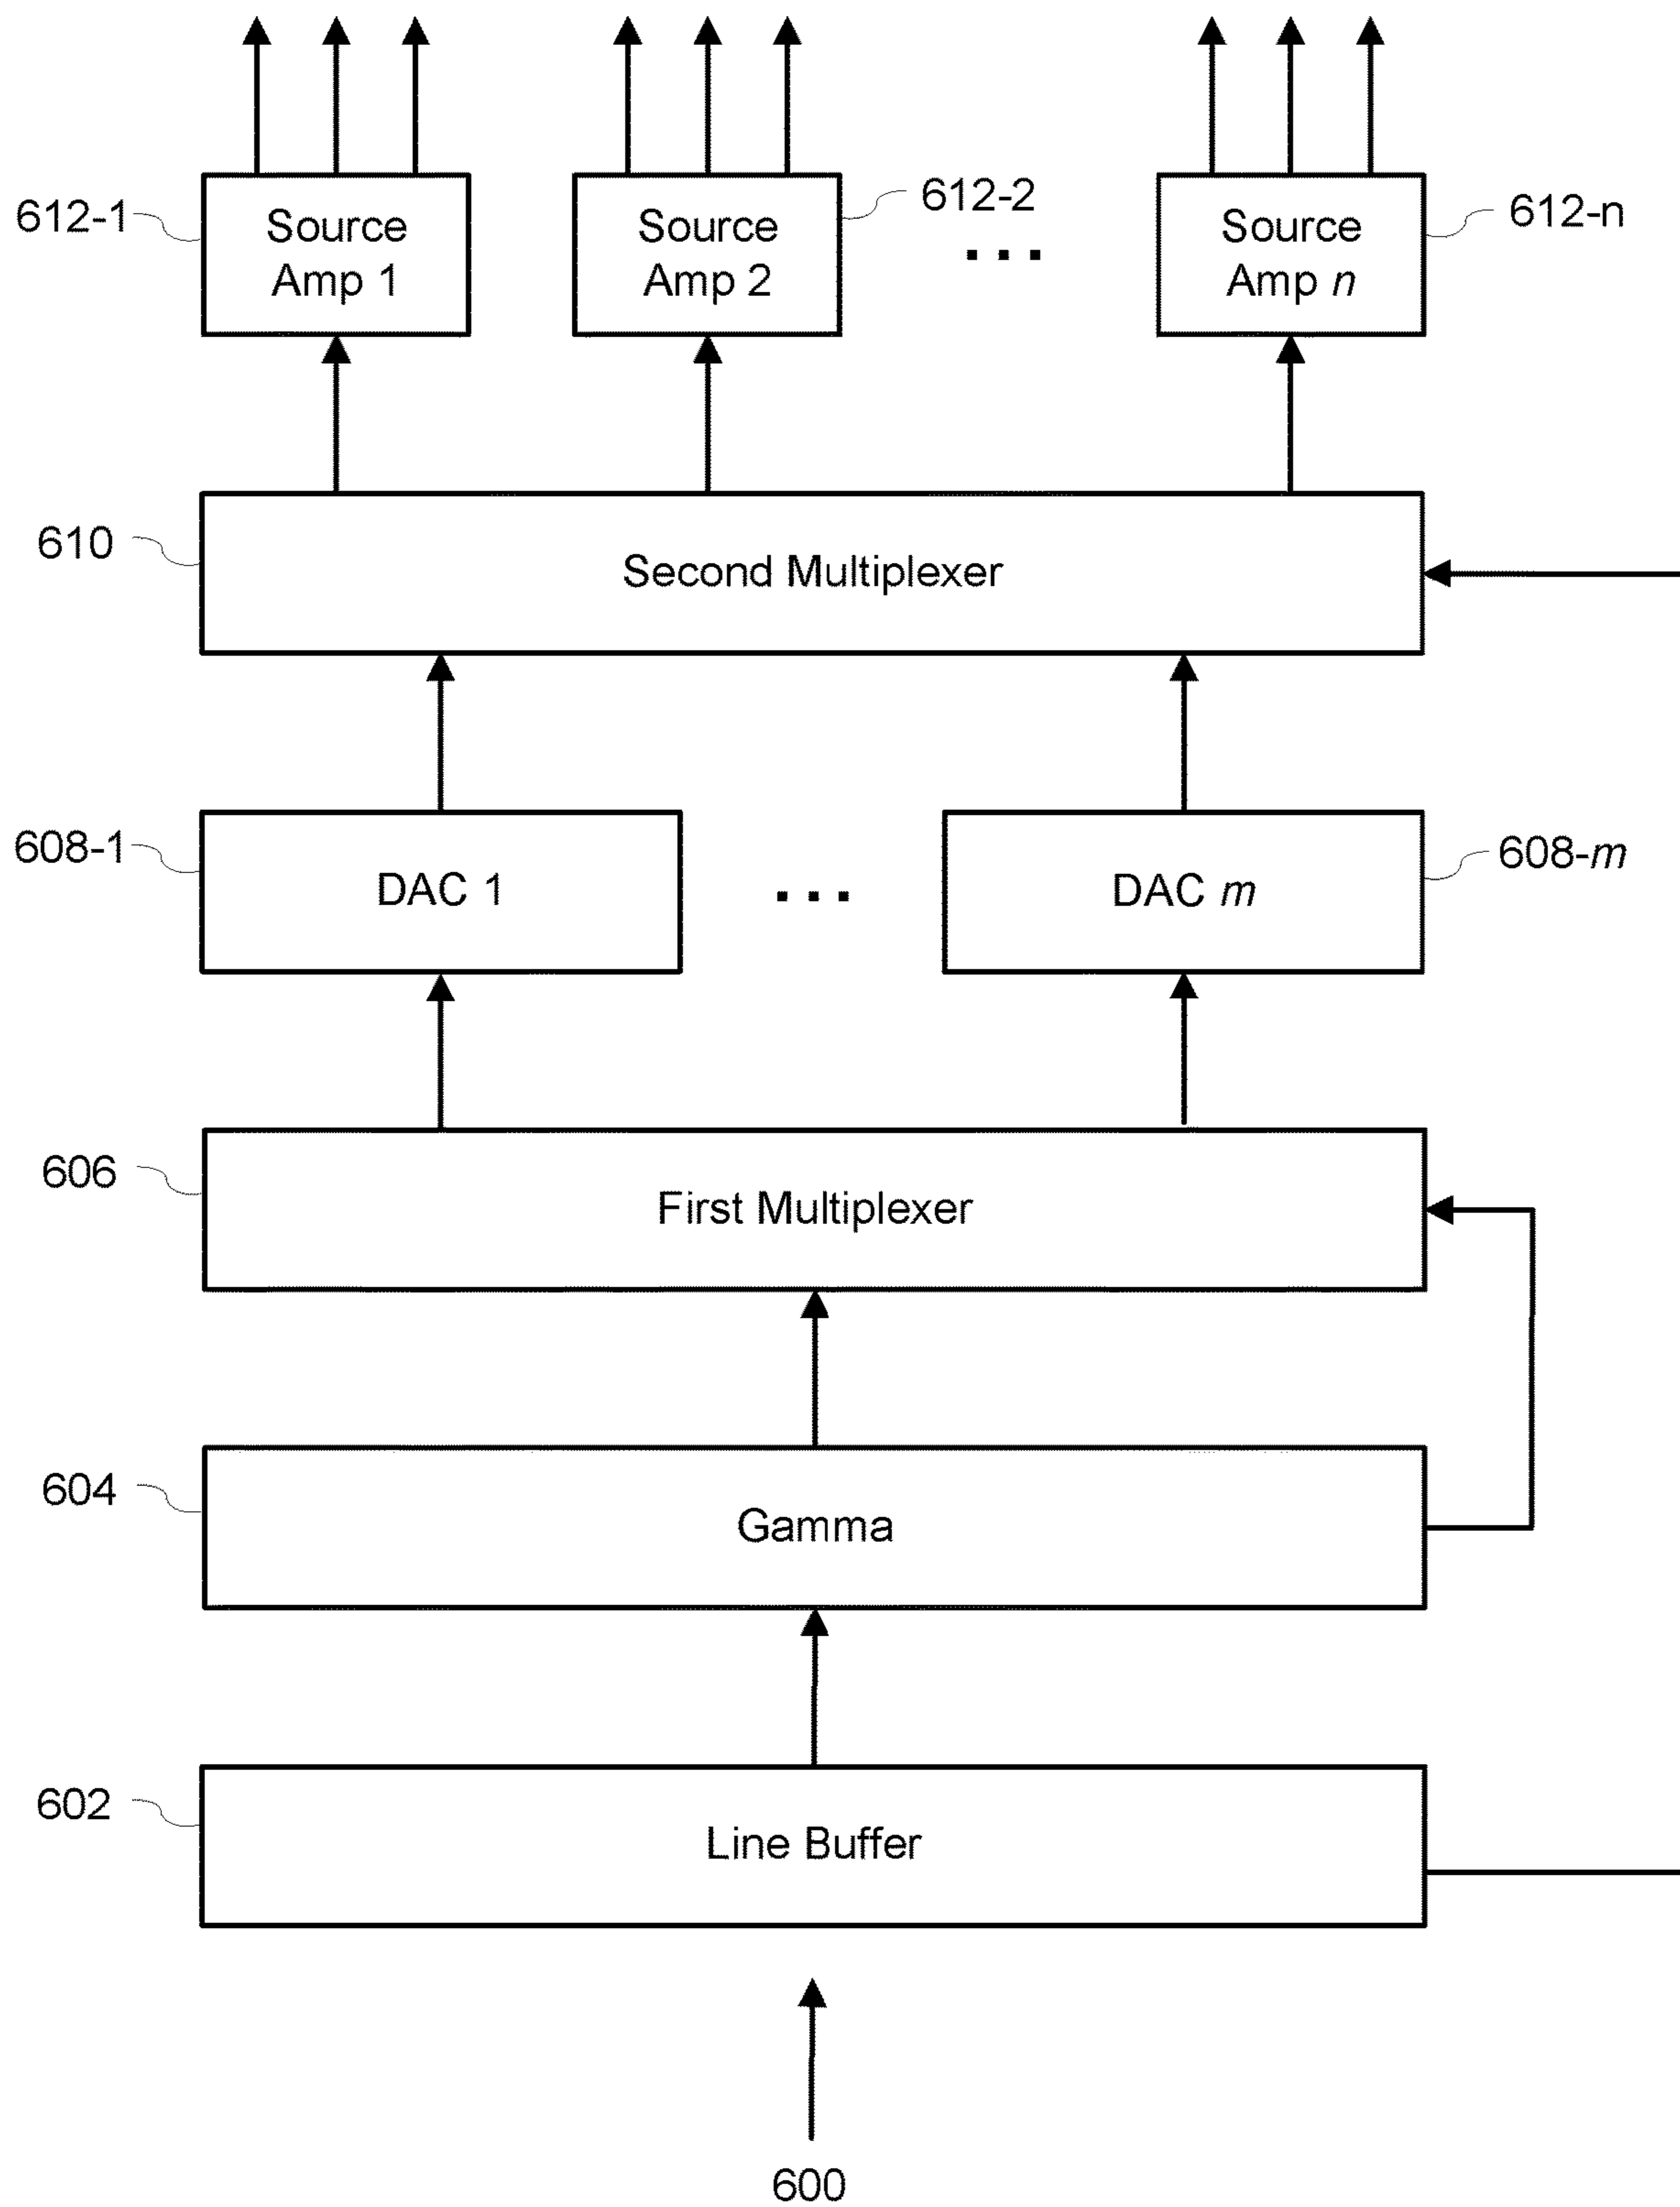 612-1
Source
Amp 1
Source
Amp 2
612-2
...
Source
Amp n
612-n
610
Second Multiplexer
608-1
DAC 1
...
DAC m
608-m
606
First Multiplexer
604
Gamma
602
Line Buffer
600